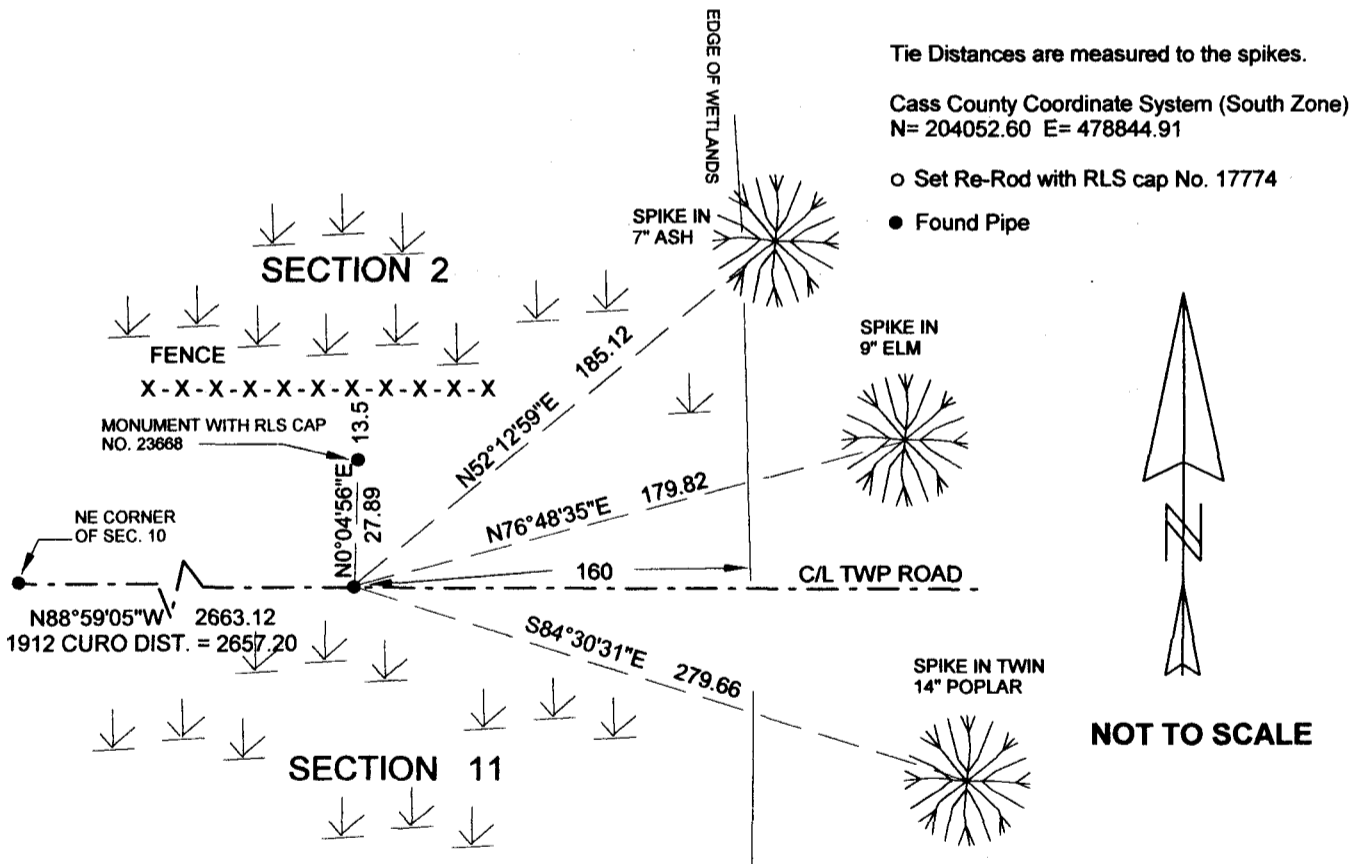 EDGE OF WETLANDS
Tie Distances are measured to the spikes.
Cass County Coordinate System (South Zone)
N= 204052.60 E= 478844.91
o Set Re-Rod with RLS cap No. 17774
● Found Pipe
SPIKE IN
7" ASH
SECTION 2
SPIKE IN
9" ELM
FENCE
X-X-X-X-X-X-X-X-X-X-X
MONUMENT WITH RLS CAP
NO. 23668
13.5
N52°12'59"E 185.12
N0°04'56"E
27.89
N76°48'35"E 179.82
NE CORNER
OF SEC. 10
160
C/L TWP ROAD
N88°59'05"W 2663.12
1912 CURO DIST. = 2657.20
S84°30'31"E 279.66
SPIKE IN TWIN
14" POPLAR
SECTION 11
N
NOT TO SCALE